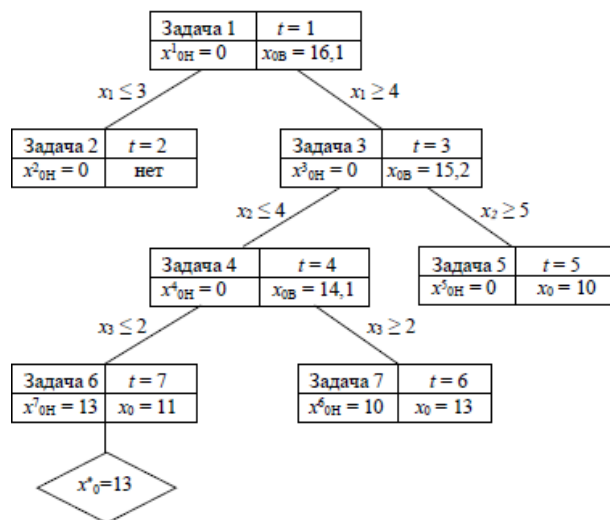 Задача 1 t = 1
x¹₀н = 0 x₀в = 16,1
x₁ ≤ 3 x₁ ≥ 4
Задача 2 t = 2 Задача 3 t = 3
x²₀н = 0 нет x³₀н = 0 x₀в = 15,2
x₂ ≤ 4 x₂ ≥ 5
Задача 4 t = 4 Задача 5 t = 5
x⁴₀н = 0 x₀в = 14,1 x⁵₀н = 0 x₀ = 10
x₃ ≤ 2 x₃ ≥ 2
Задача 6 t = 7 Задача 7 t = 6
x⁷₀н = 13 x₀ = 11 x⁶₀н = 10 x₀ = 13
x*₀=13